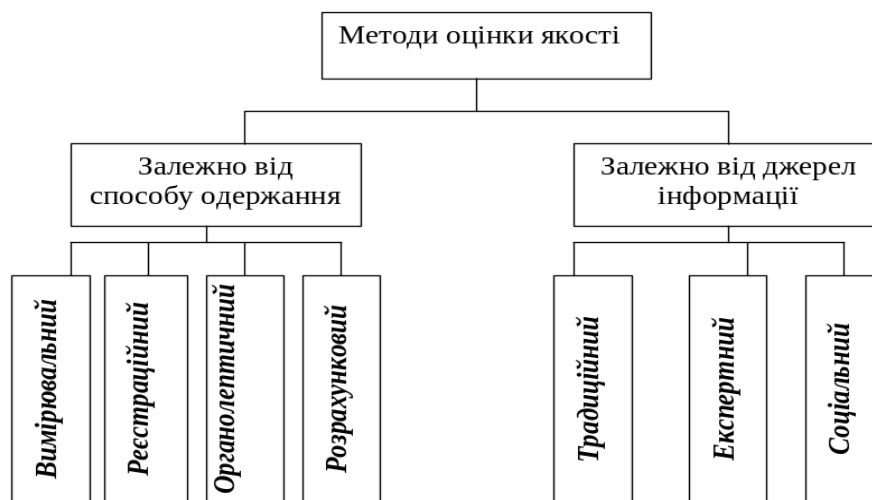 Методи оцінки якості
Залежно від
способу одержання
Залежно від джерел
інформації
Вимірювальний
Реєстраційний
Органолептичний
Розрахунковий
Традиційний
Експертний
Соціальний